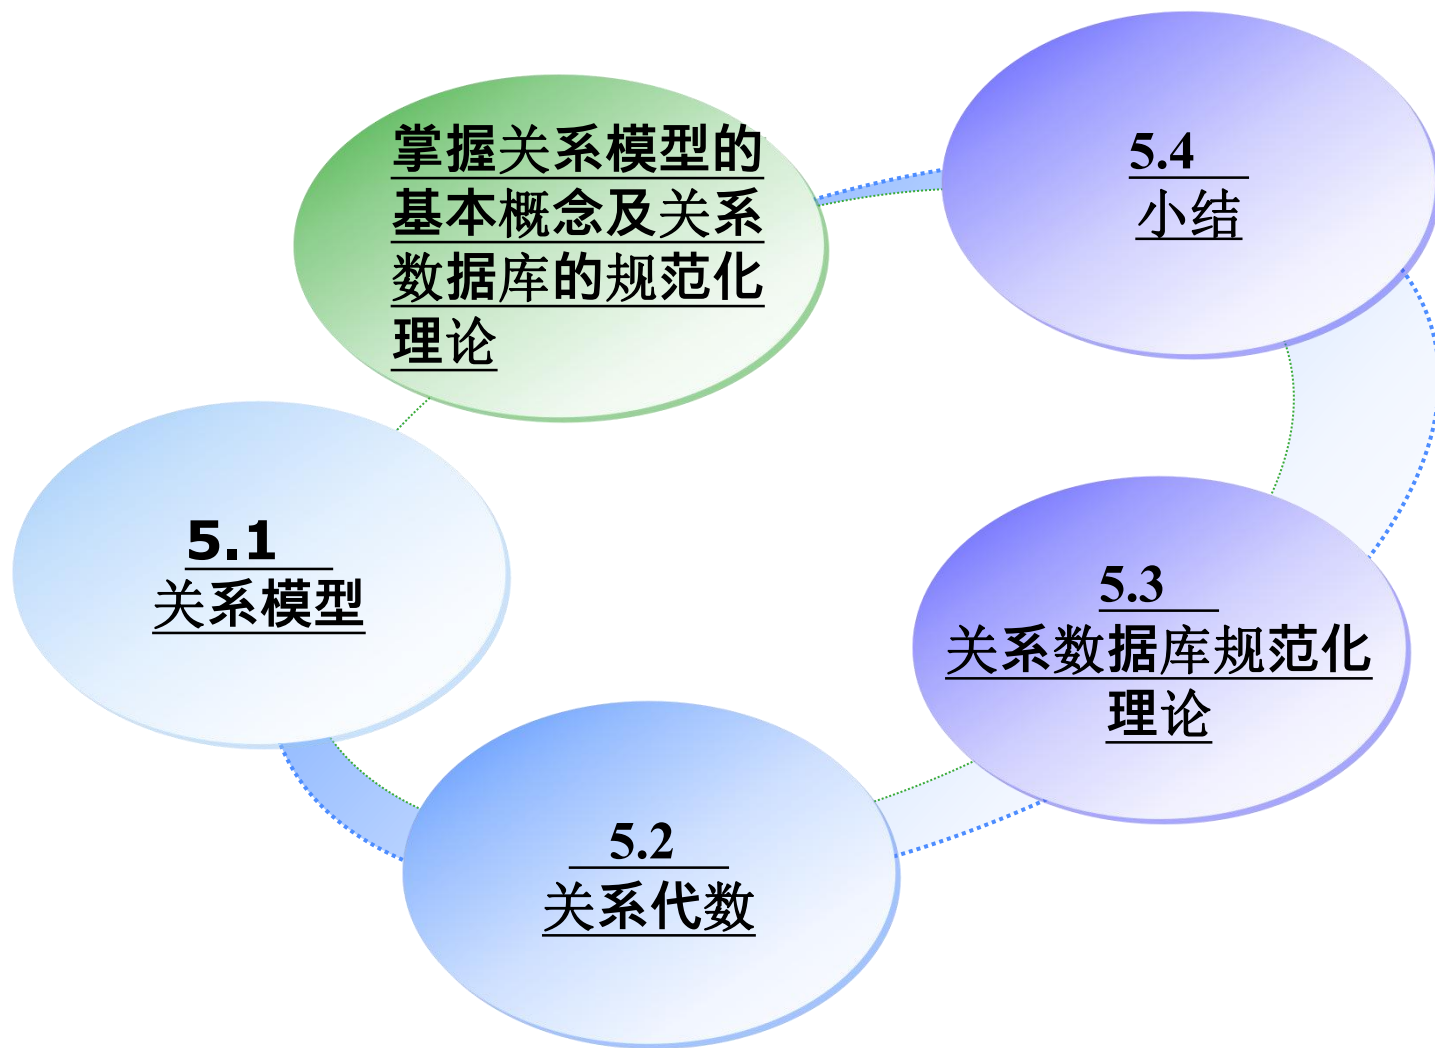 掌握关系模型的
基本概念及关系
数据库的规范化
理论
5.1
关系模型
5.2
关系代数
5.3
关系数据库规范化
理论
5.4
小结